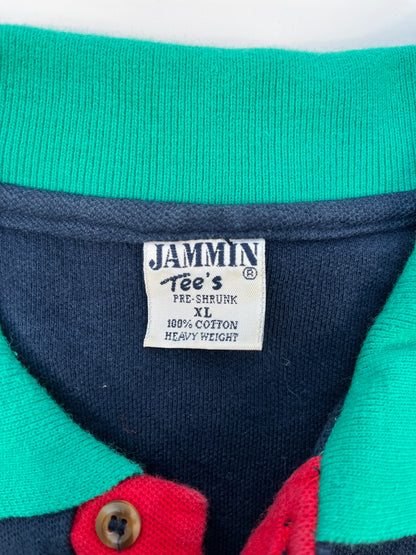 JAMMIN
Tee's ®
PRE-SHRUNK
XL
100% COTTON
HEAVY WEIGHT